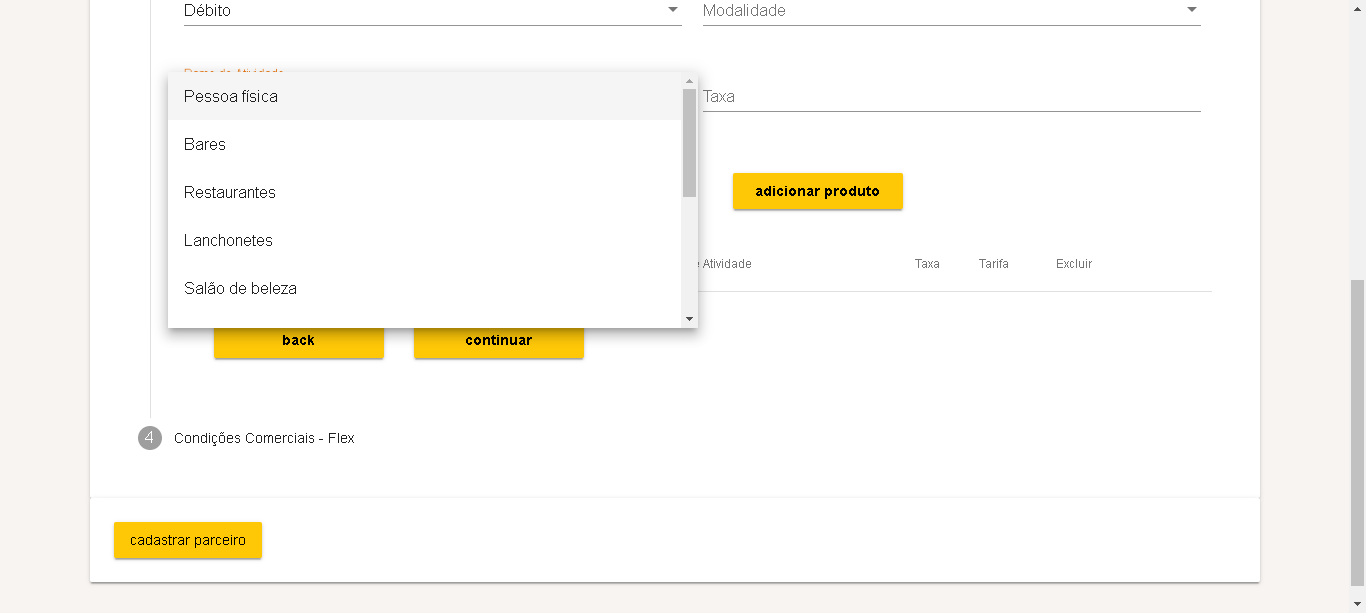 Débito
Modalidade
Ramo de Atividade
Pessoa física
Taxa
Bares
Restaurantes
adicionar produto
Lanchonetes
Atividade Taxa Tarifa Excluir
Salão de beleza
back continuar
4 Condições Comerciais - Flex
cadastrar parceiro